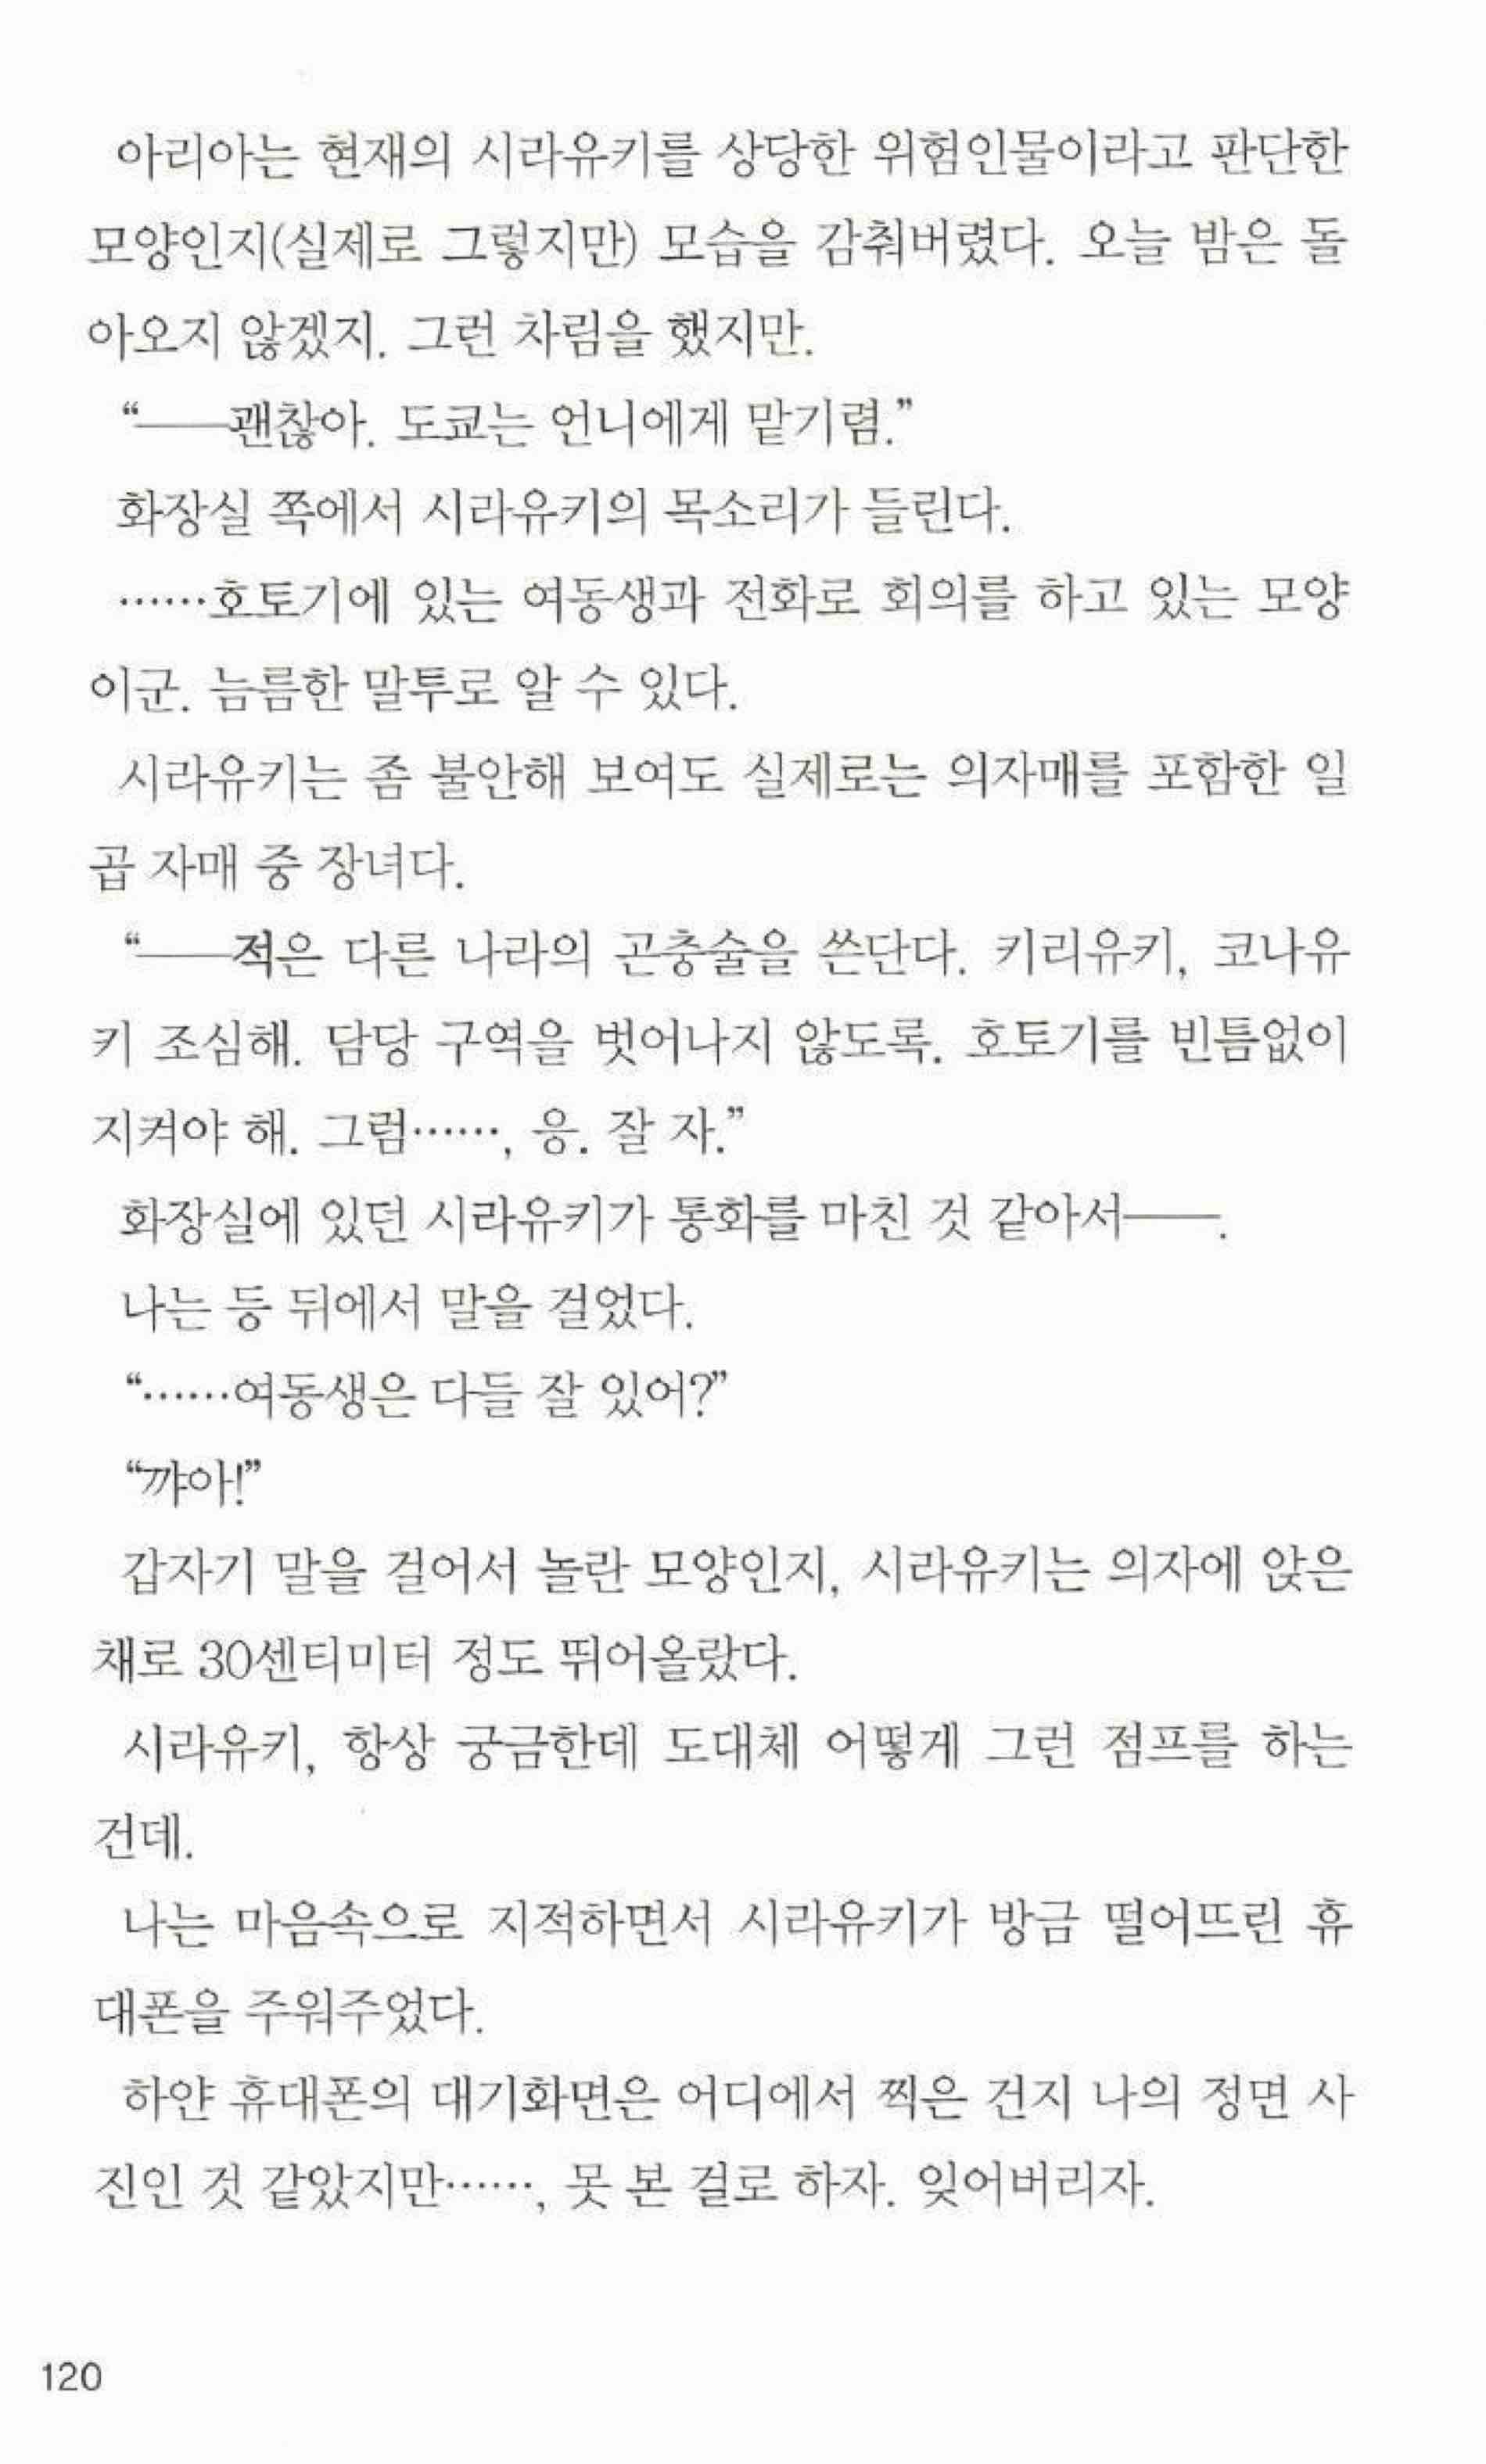 아리아는 현재의 시라유키를 상당한 위험인물이라고 판단한
모양인지(실제로 그렇지만) 모습을 감춰버렸다. 오늘 밤은 돌
아오지 않겠지. 그런 차림을 했지만.
“──괜찮아. 도쿄는 언니에게 맡기렴.”
화장실 쪽에서 시라유키의 목소리가 들린다.
……호토기에 있는 여동생과 전화로 회의를 하고 있는 모양
이군. 늠름한 말투로 알 수 있다.
시라유키는 좀 불안해 보여도 실제로는 의자매를 포함한 일
곱 자매 중 장녀다.
“──적은 다른 나라의 곤충술을 쓴단다. 키리유키, 코나유
키 조심해. 담당 구역을 벗어나지 않도록. 호토기를 빈틈없이
지켜야 해. 그럼……, 응. 잘 자.”
화장실에 있던 시라유키가 통화를 마친 것 같아서──.
나는 등 뒤에서 말을 걸었다.
“……여동생은 다들 잘 있어?”
“꺄아!”
갑자기 말을 걸어서 놀란 모양인지, 시라유키는 의자에 앉은
채로 30센티미터 정도 뛰어올랐다.
시라유키, 항상 궁금한데 도대체 어떻게 그런 점프를 하는
건데.
나는 마음속으로 지적하면서 시라유키가 방금 떨어뜨린 휴
대폰을 주워주었다.
하얀 휴대폰의 대기화면은 어디에서 찍은 건지 나의 정면 사
진인 것 같았지만……, 못 본 걸로 하자. 잊어버리자.
120